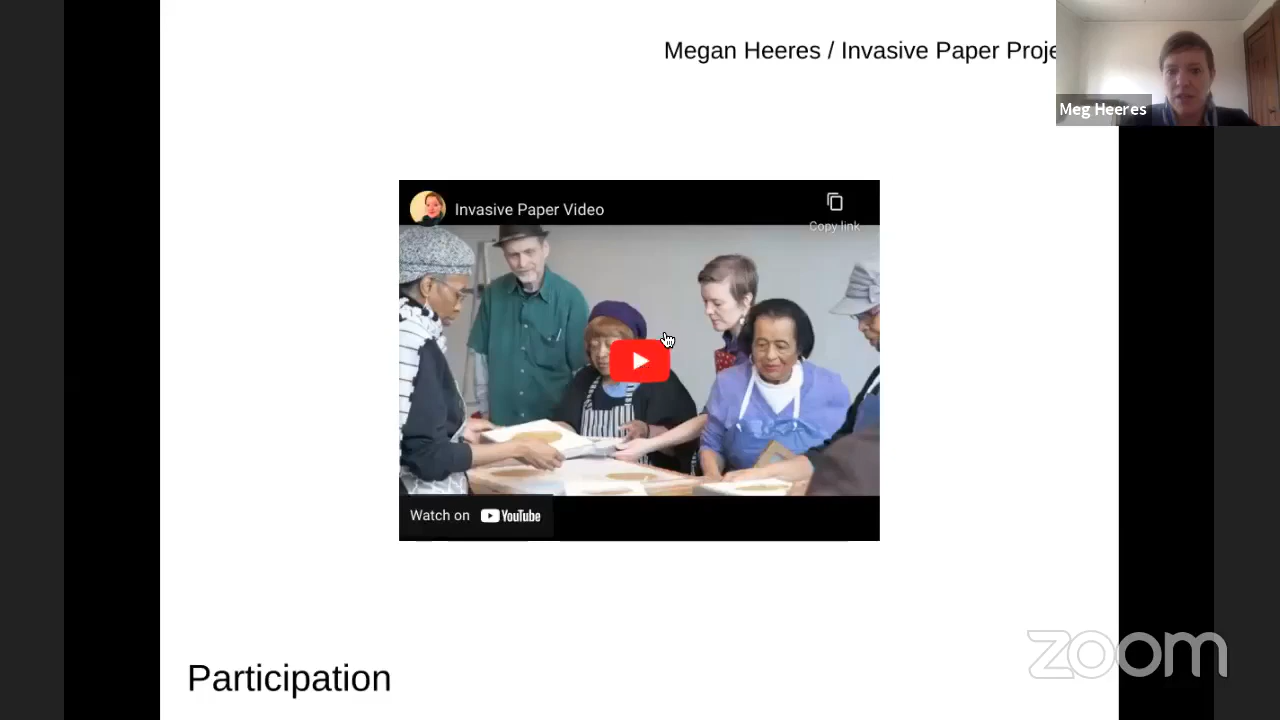 Megan Heeres / Invasive Paper Proje
Meg Heeres
Invasive Paper Video
Copy link
Watch on YouTube
Participation
zoom